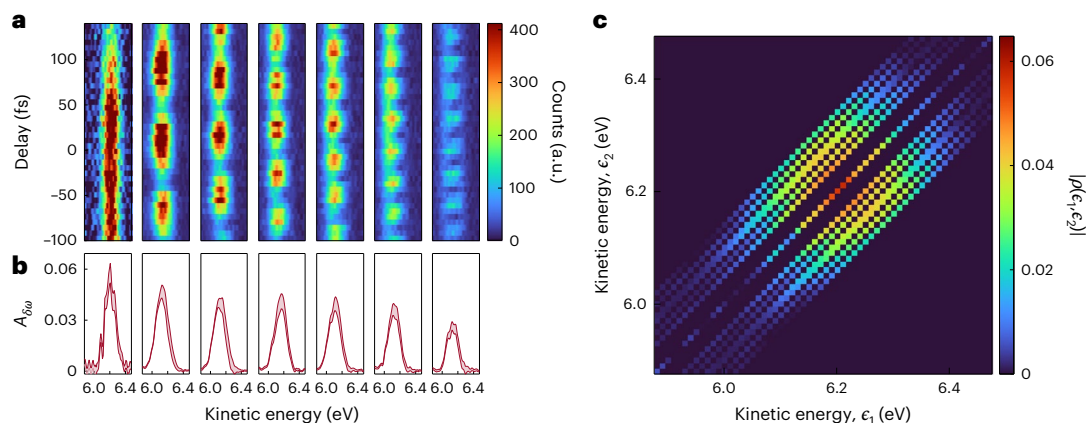 a
100
50
0
−50
−100
Delay (fs)
400
300
200
100
0
Counts (a.u.)
b
0.06
0.03
0
A_δω
6.0 6.4 6.0 6.4 6.0 6.4 6.0 6.4 6.0 6.4 6.0 6.4 6.0 6.4
Kinetic energy (eV)
c
6.4
6.2
6.0
Kinetic energy, ϵ₂ (eV)
6.0 6.2 6.4
Kinetic energy, ϵ₁ (eV)
0.06
0.04
0.02
0
|ρ(ϵ₁,ϵ₂)|